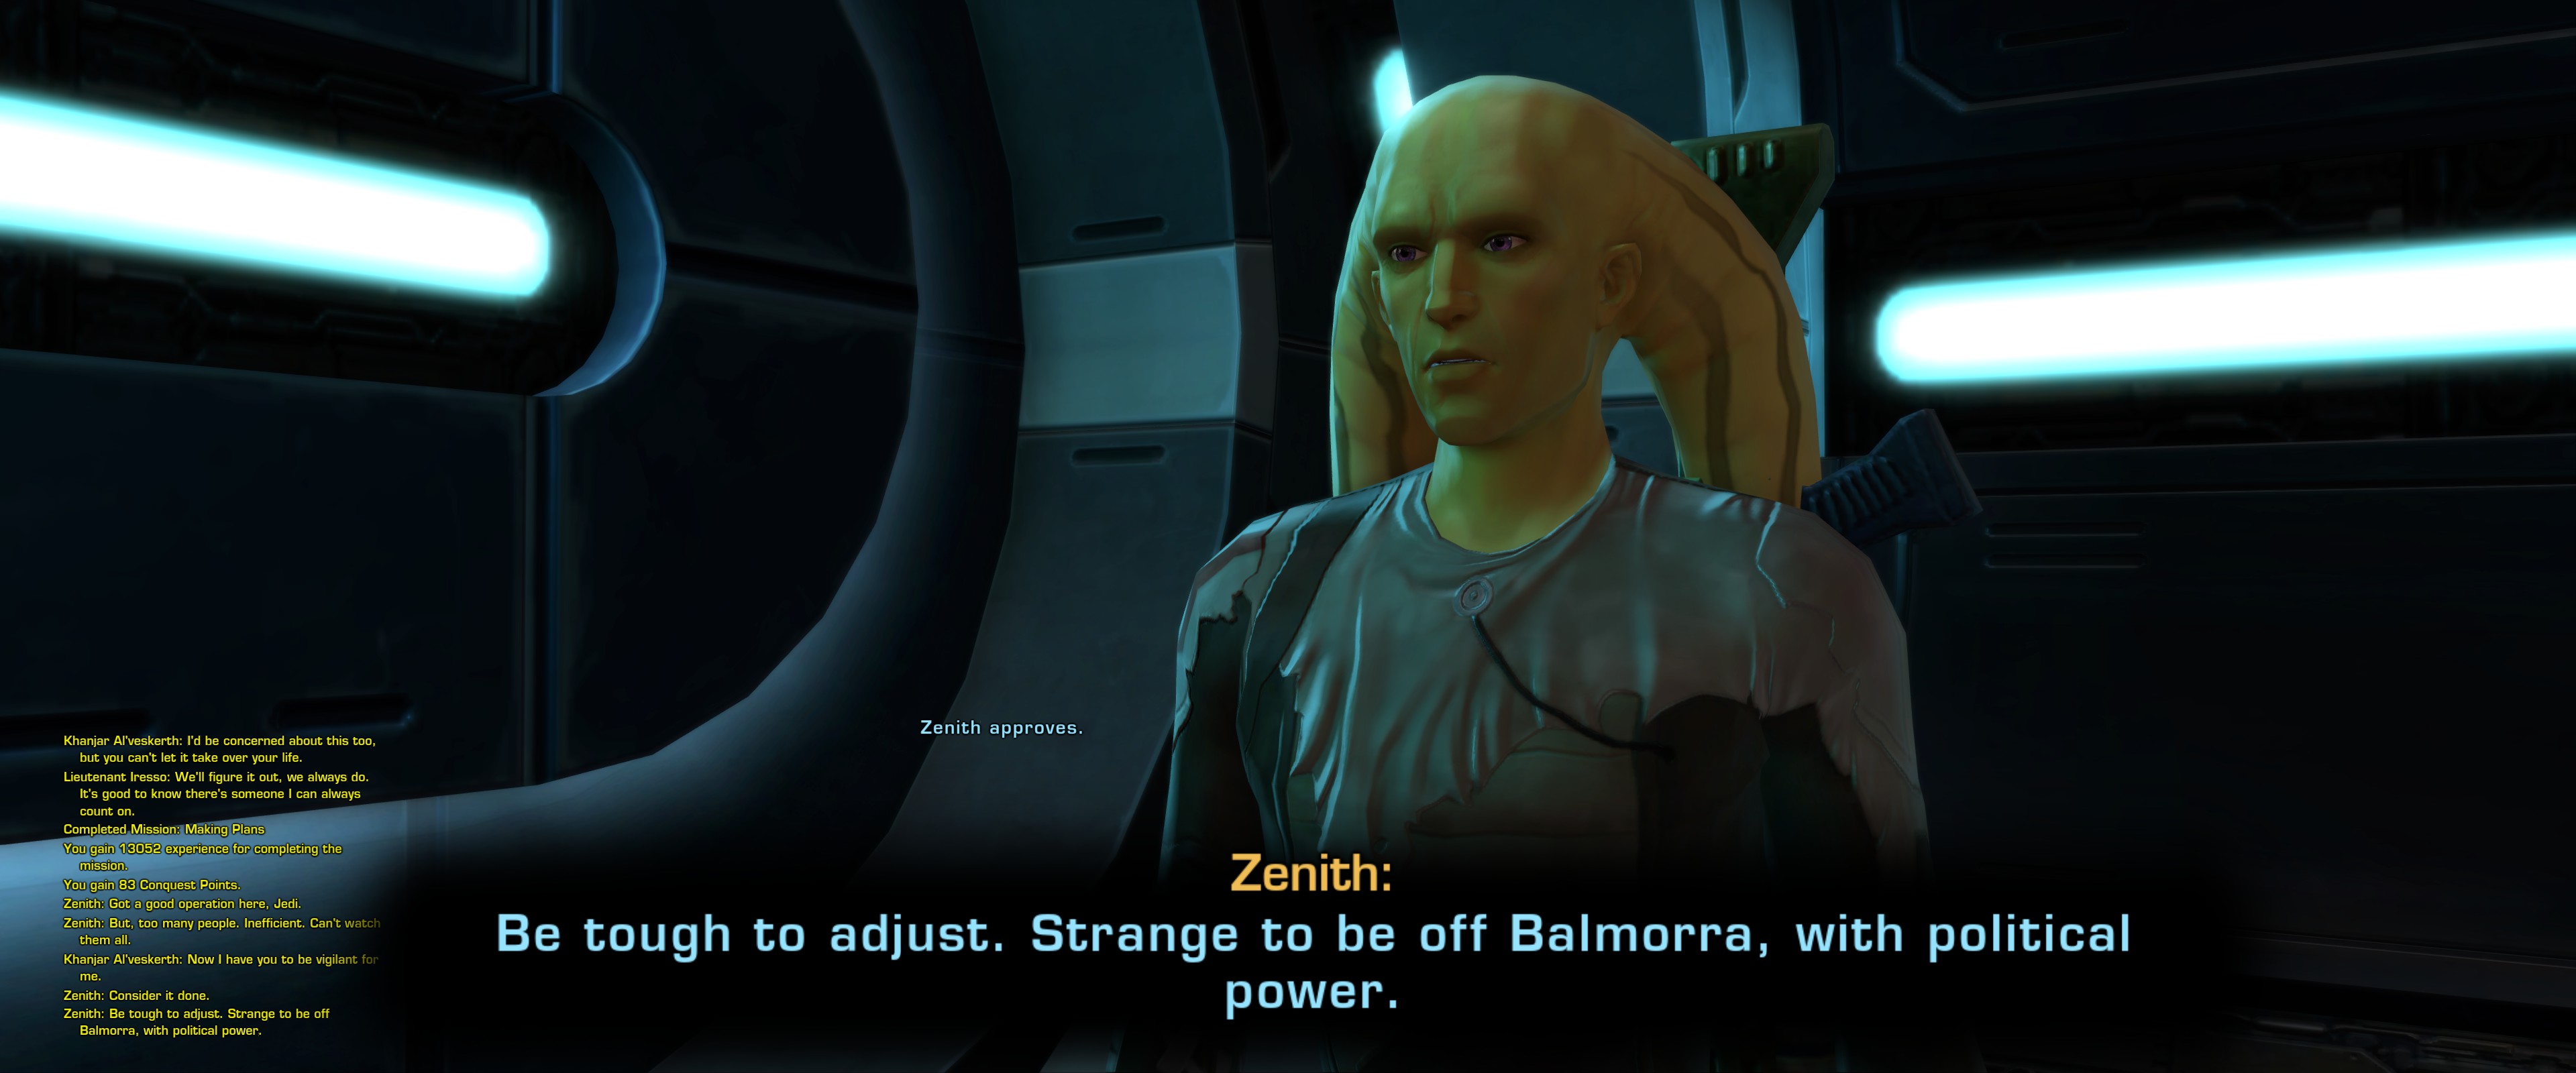 Zenith approves.
Khanjar Al'veskerth: I'd be concerned about this too,
but you can't let it take over your life.
Lieutenant Iresso: We'll figure it out, we always do.
It's good to know there's someone I can always
count on.
Completed Mission: Making Plans
You gain 13052 experience for completing the
mission.
You gain 83 Conquest Points.
Zenith: Got a good operation here, Jedi.
Zenith: But, too many people. Inefficient. Can't watch
them all.
Khanjar Al'veskerth: Now I have you to be vigilant for
me.
Zenith: Consider it done.
Zenith: Be tough to adjust. Strange to be off
Balmorra, with political power.
Zenith:
Be tough to adjust. Strange to be off Balmorra, with political
power.